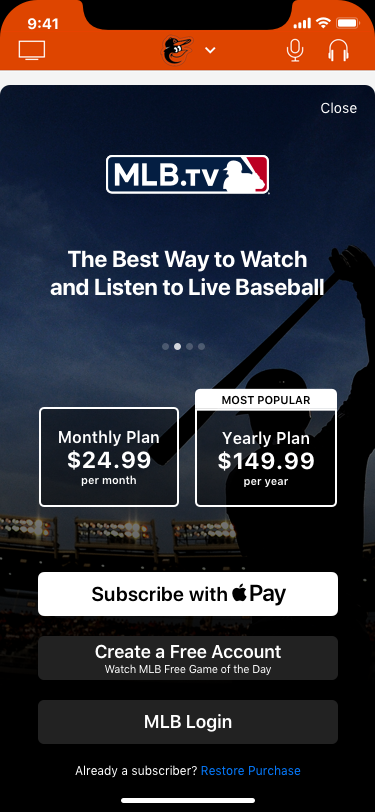 9:41
Close
MLB.TV
The Best Way to Watch
and Listen to Live Baseball
MOST POPULAR
Monthly Plan
$24.99
per month
Yearly Plan
$149.99
per year
Subscribe with Pay
Create a Free Account
Watch MLB Free Game of the Day
MLB Login
Already a subscriber? Restore Purchase